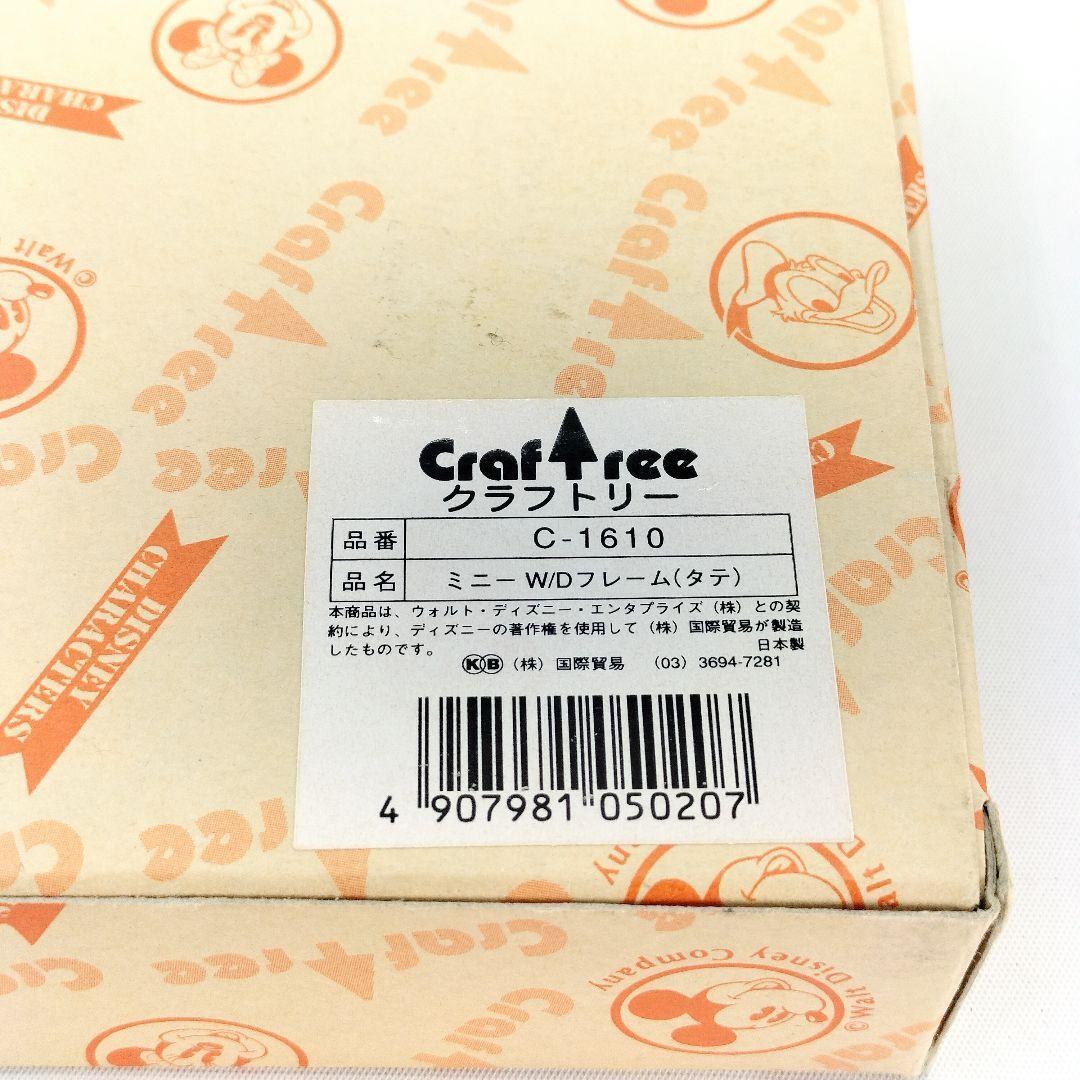 CrafTree
クラフトリー
品番 C-1610
品名 ミニー W/Dフレーム(タテ)
本商品は、ウォルト・ディズニー・エンタプライズ(株)との契
約により、ディズニーの著作権を使用して(株)国際貿易が製造
したものです。 日本製
KB (株)国際貿易 (03)3694-7281
4 907981 050207
CrafTree
CrafTree
CrafTree
DISNEY
CHARACTERS
© Walt
CrafTree
© Walt Disney Company